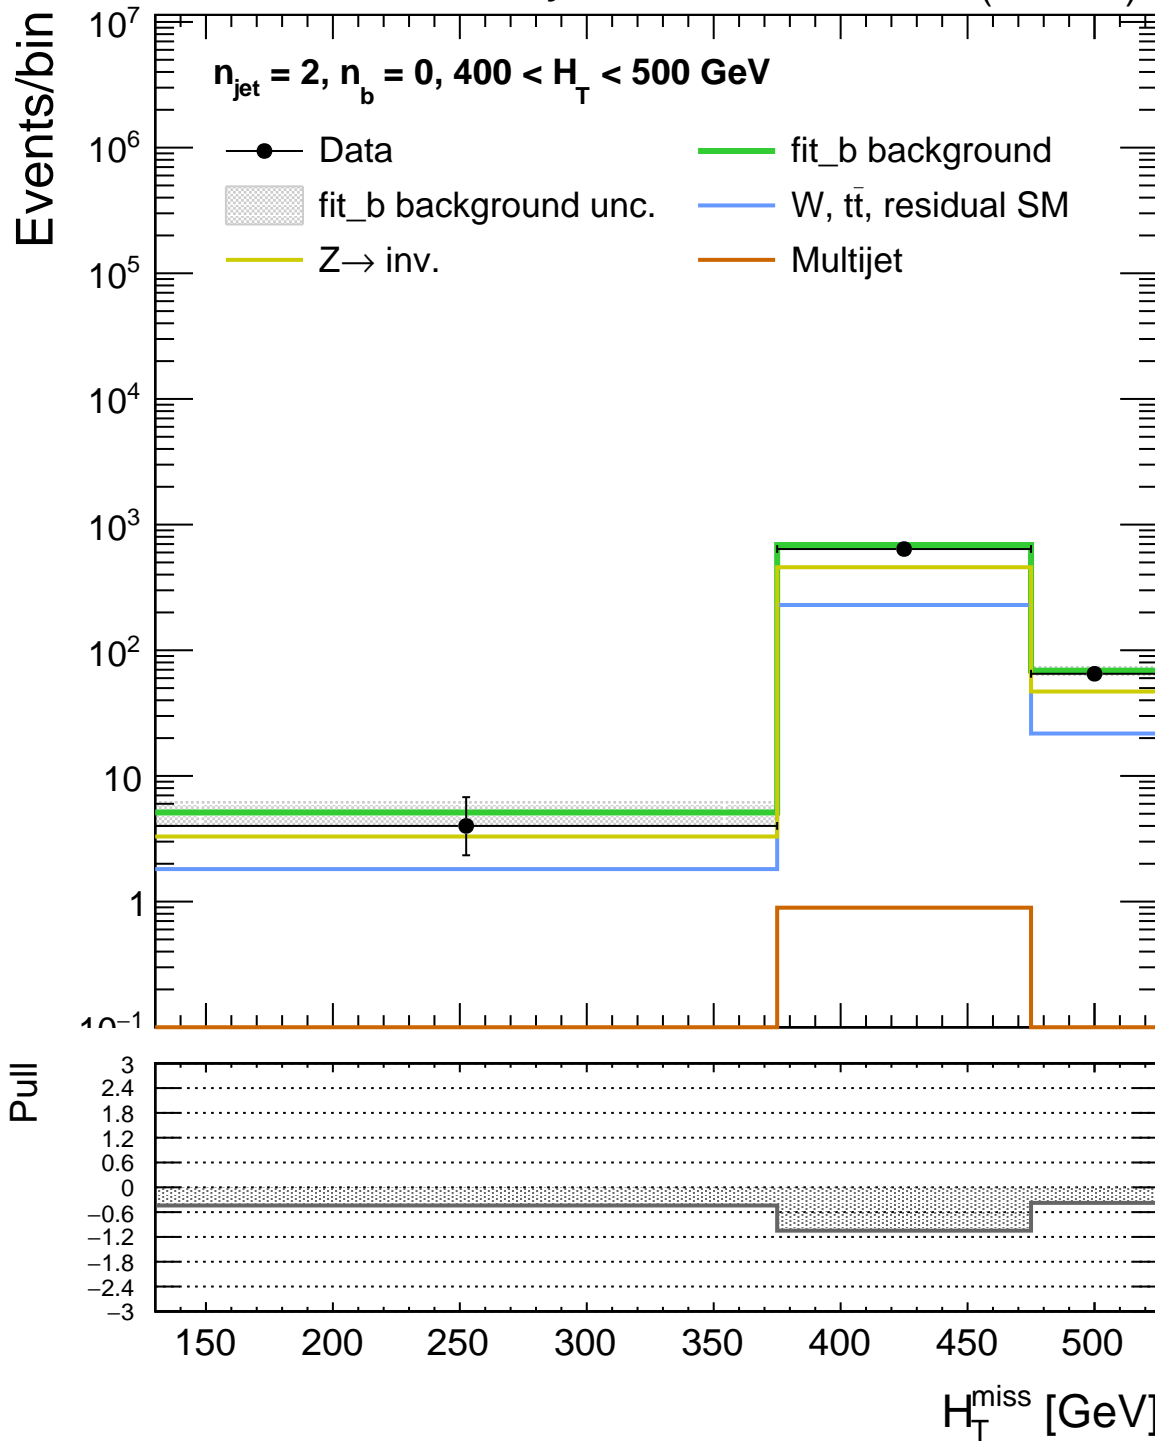 n_jet = 2, n_b = 0, 400 < H_T < 500 GeV
Data
fit_b background
fit_b background unc.
W, tt̄, residual SM
Z→ inv.
Multijet
Events/bin
10^7
10^6
10^5
10^4
10^3
10^2
10
1
10^−1
Pull
3
2.4
1.8
1.2
0.6
0
−0.6
−1.2
−1.8
−2.4
−3
150 200 250 300 350 400 450 500
H_T^miss [GeV]